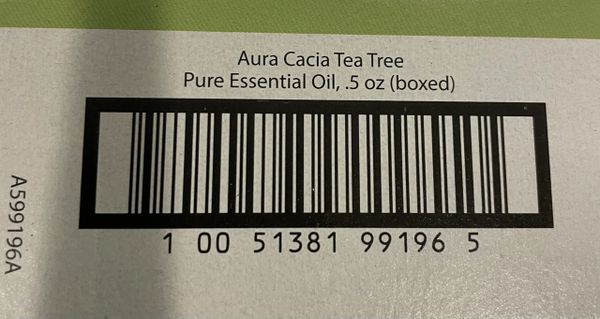 Aura Cacia Tea Tree
Pure Essential Oil, .5 oz (boxed)
1 00 51381 99196 5
A599196A